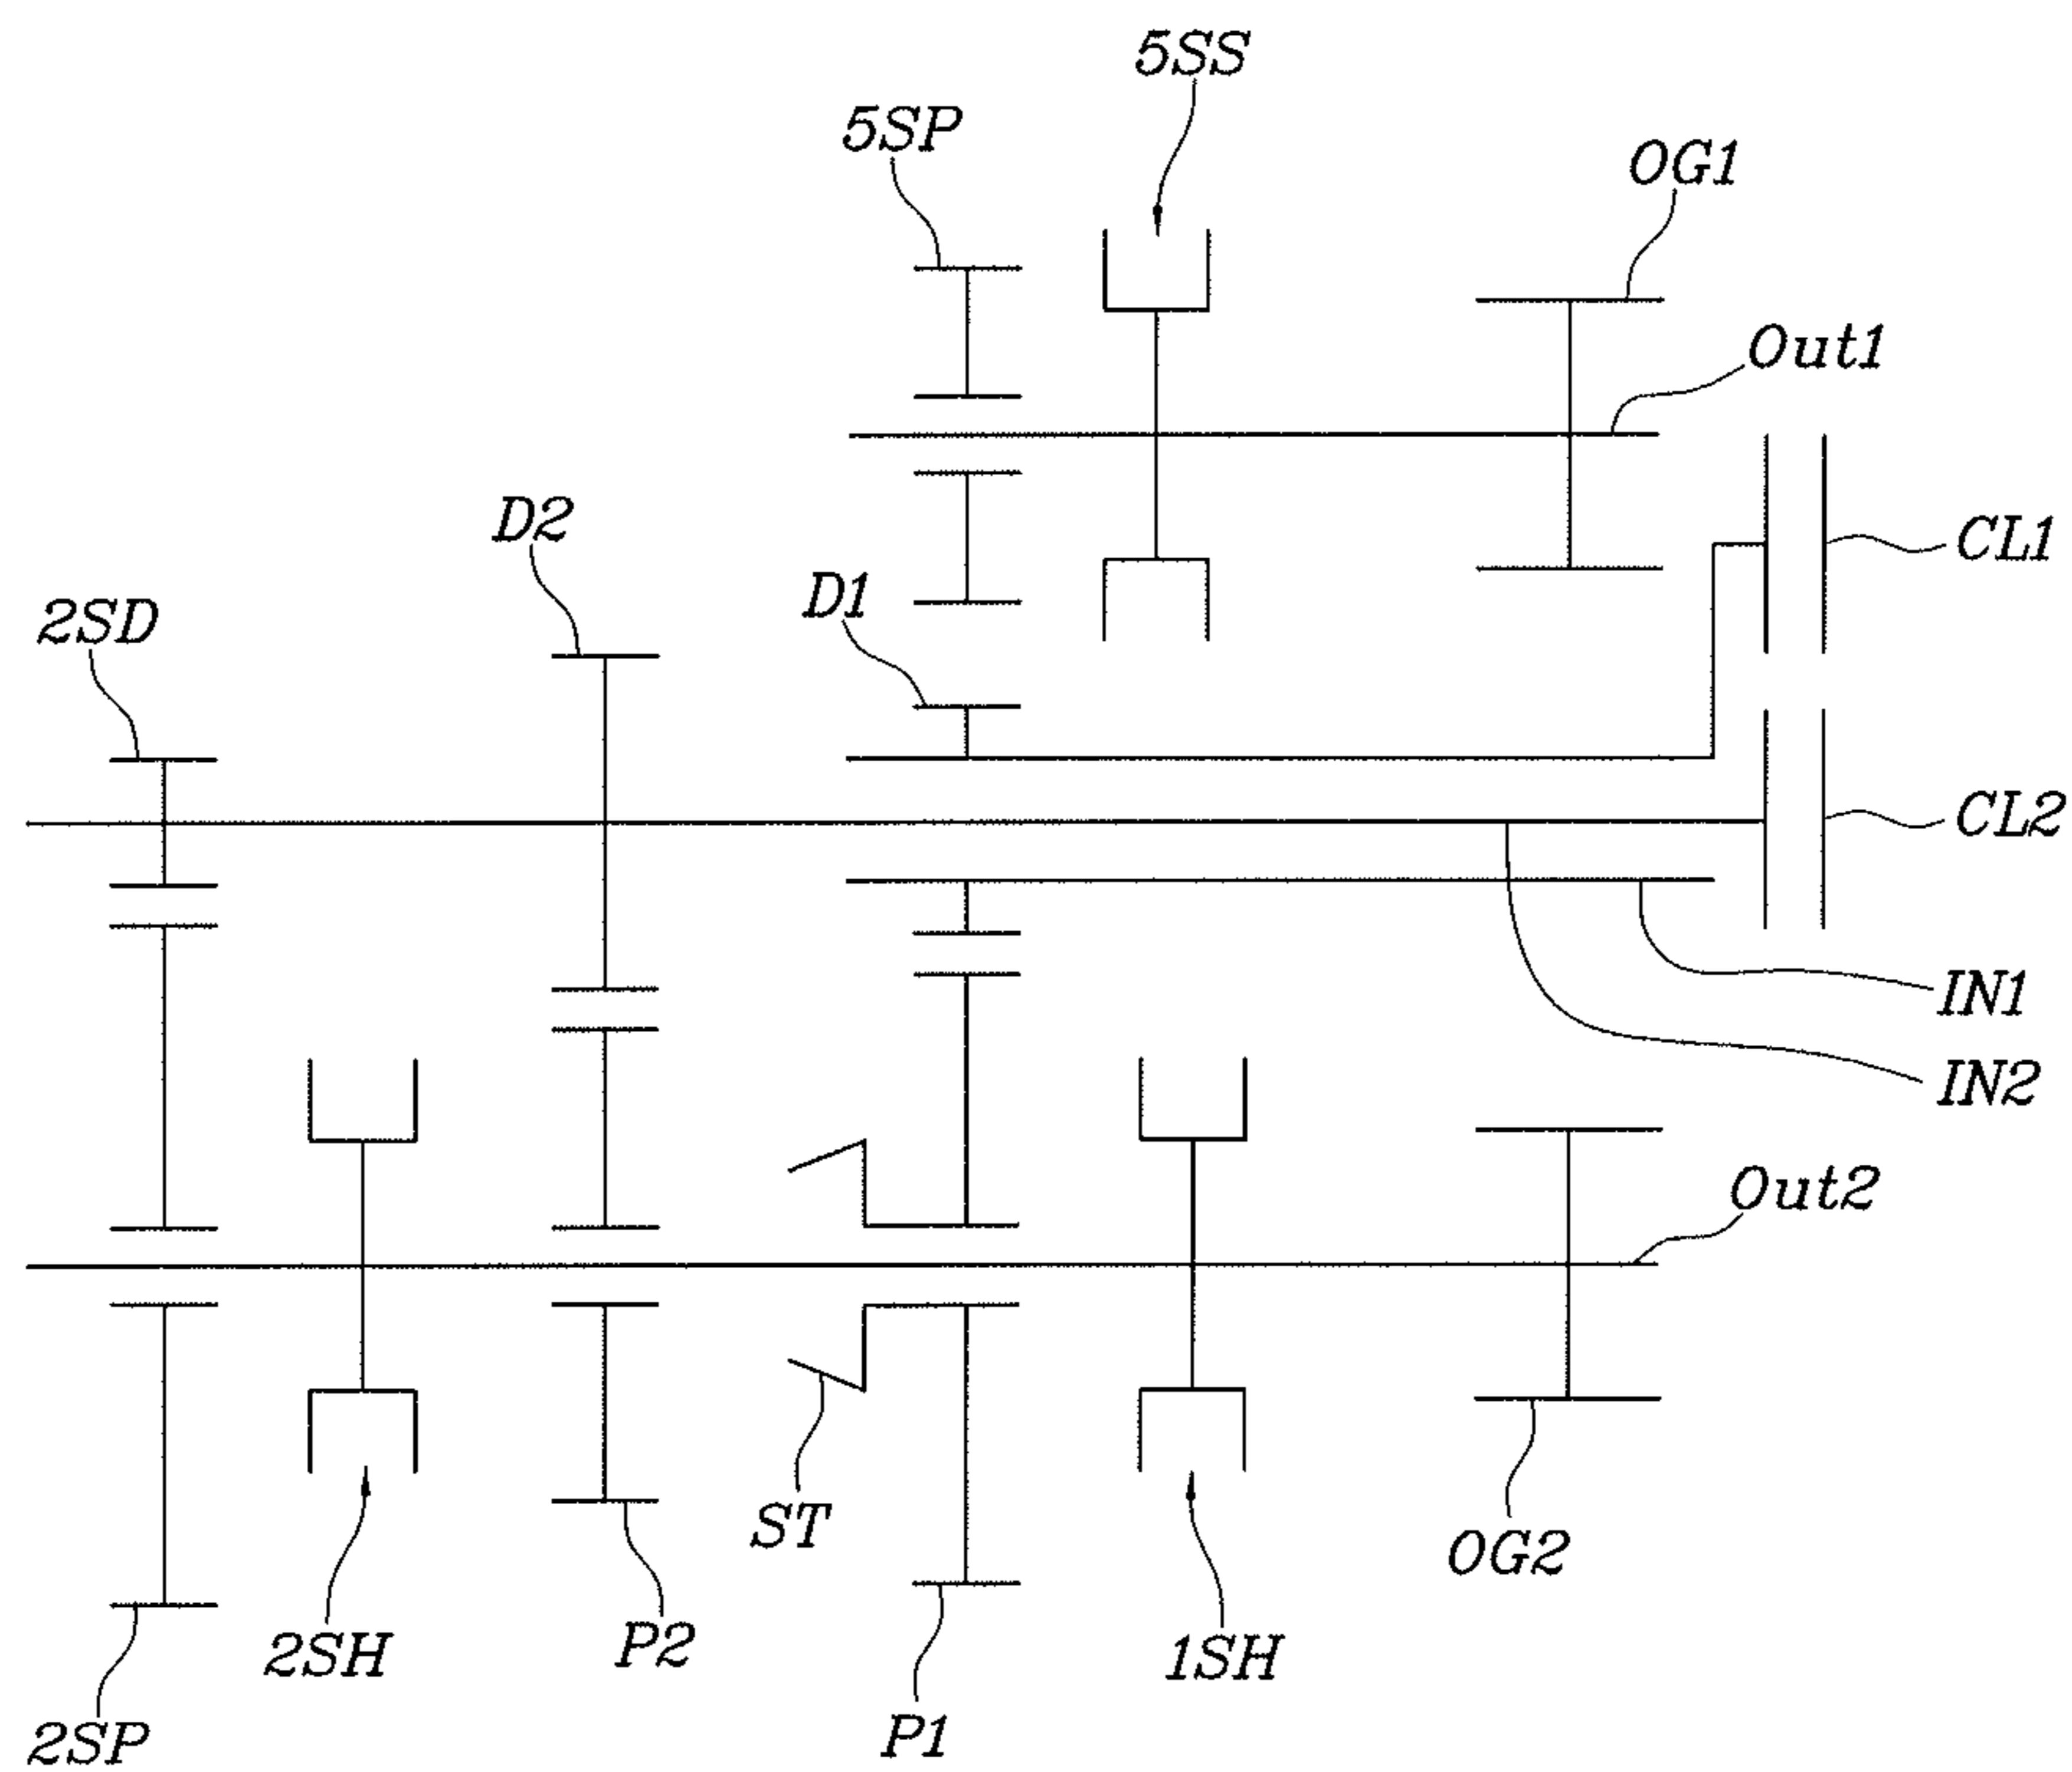 5SS
5SP
OG1
Out1
D2
CL1
D1
2SD
CL2
IN1
IN2
Out2
ST
OG2
2SH
P2
1SH
2SP
P1